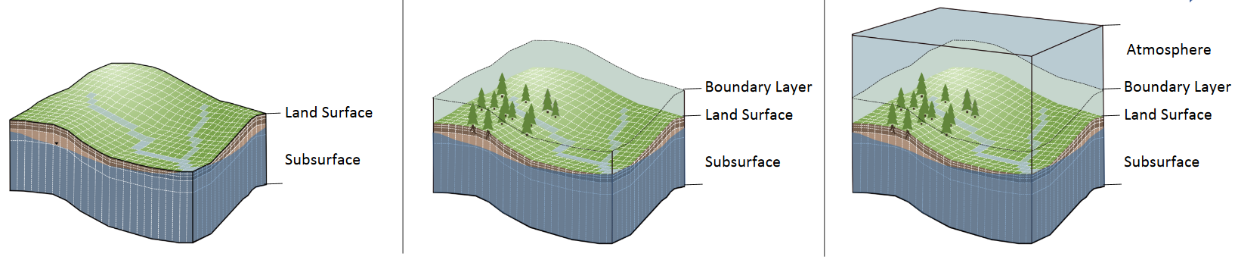 Land Surface
Subsurface
Boundary Layer
Land Surface
Subsurface
Atmosphere
Boundary Layer
Land Surface
Subsurface